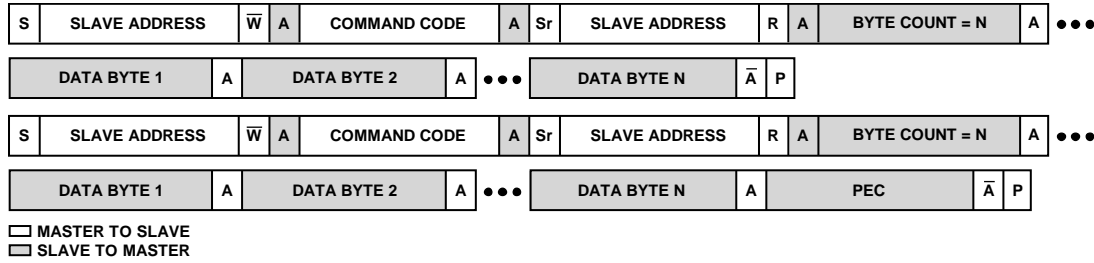 S SLAVE ADDRESS W̅ A COMMAND CODE A Sr SLAVE ADDRESS R A BYTE COUNT = N A •••
DATA BYTE 1 A DATA BYTE 2 A ••• DATA BYTE N A̅ P
S SLAVE ADDRESS W̅ A COMMAND CODE A Sr SLAVE ADDRESS R A BYTE COUNT = N A •••
DATA BYTE 1 A DATA BYTE 2 A ••• DATA BYTE N A PEC A̅ P
MASTER TO SLAVE
SLAVE TO MASTER